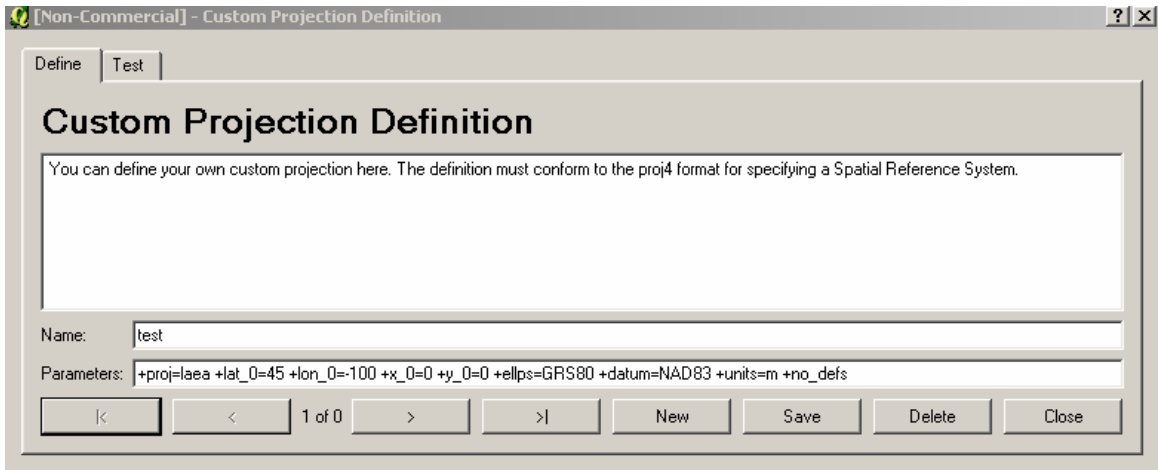 [Non-Commercial] - Custom Projection Definition
Define Test
Custom Projection Definition
You can define your own custom projection here. The definition must conform to the proj4 format for specifying a Spatial Reference System.
Name: test
Parameters: +proj=laea +lat_0=45 +lon_0=-100 +x_0=0 +y_0=0 +ellps=GRS80 +datum=NAD83 +units=m +no_defs
|< < 1 of 0 > >| New Save Delete Close